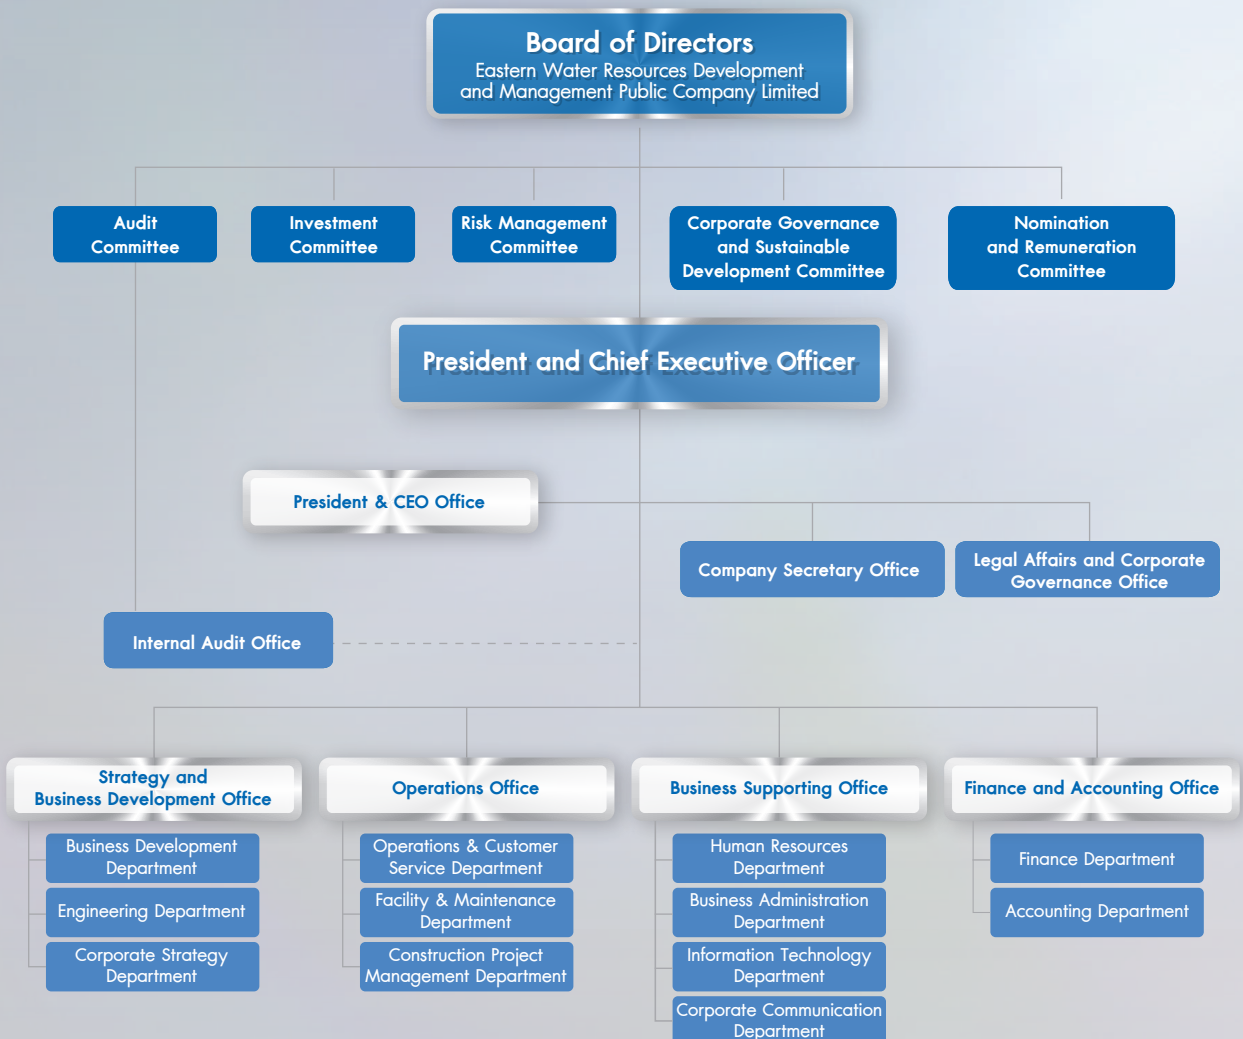 Board of Directors
Eastern Water Resources Development
and Management Public Company Limited
Audit
Committee
Investment
Committee
Risk Management
Committee
Corporate Governance
and Sustainable
Development Committee
Nomination
and Remuneration
Committee
President and Chief Executive Officer
President & CEO Office
Company Secretary Office
Legal Affairs and Corporate
Governance Office
Internal Audit Office
Strategy and
Business Development Office
Business Development
Department
Engineering Department
Corporate Strategy
Department
Operations Office
Operations & Customer
Service Department
Facility & Maintenance
Department
Construction Project
Management Department
Business Supporting Office
Human Resources
Department
Business Administration
Department
Information Technology
Department
Corporate Communication
Department
Finance and Accounting Office
Finance Department
Accounting Department